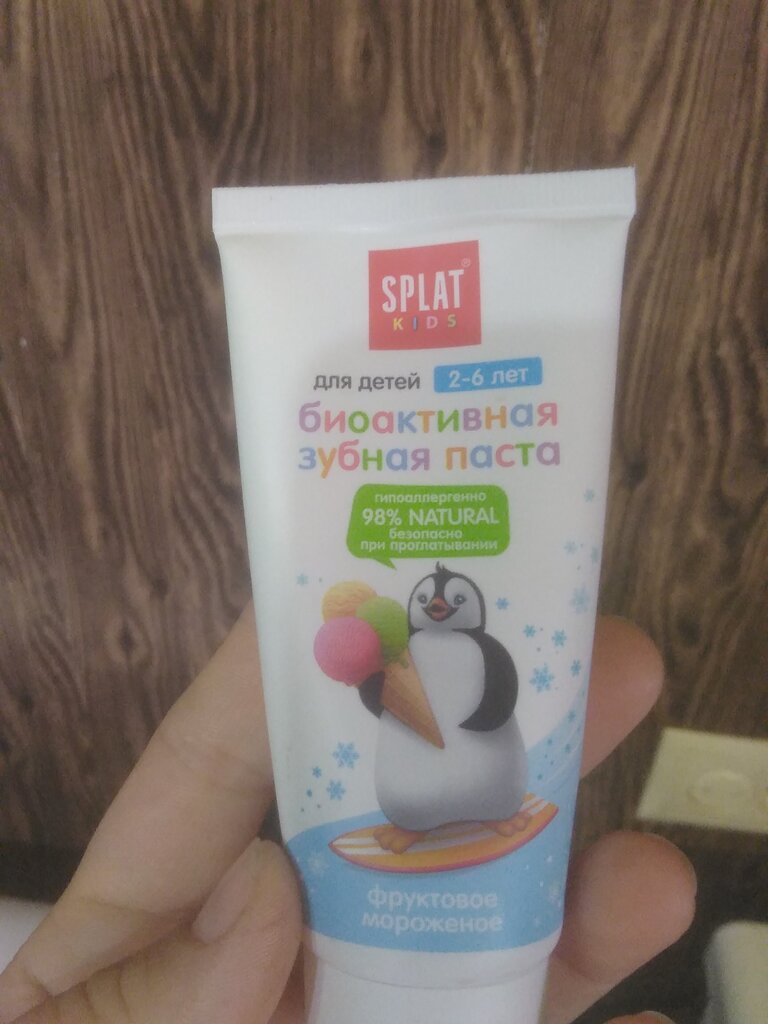 SPLAT®
KIDS
для детей 2-6 лет
биоактивная
зубная паста
гипоаллергенно
98% NATURAL
безопасно
при проглатывании
фруктовое
мороженое